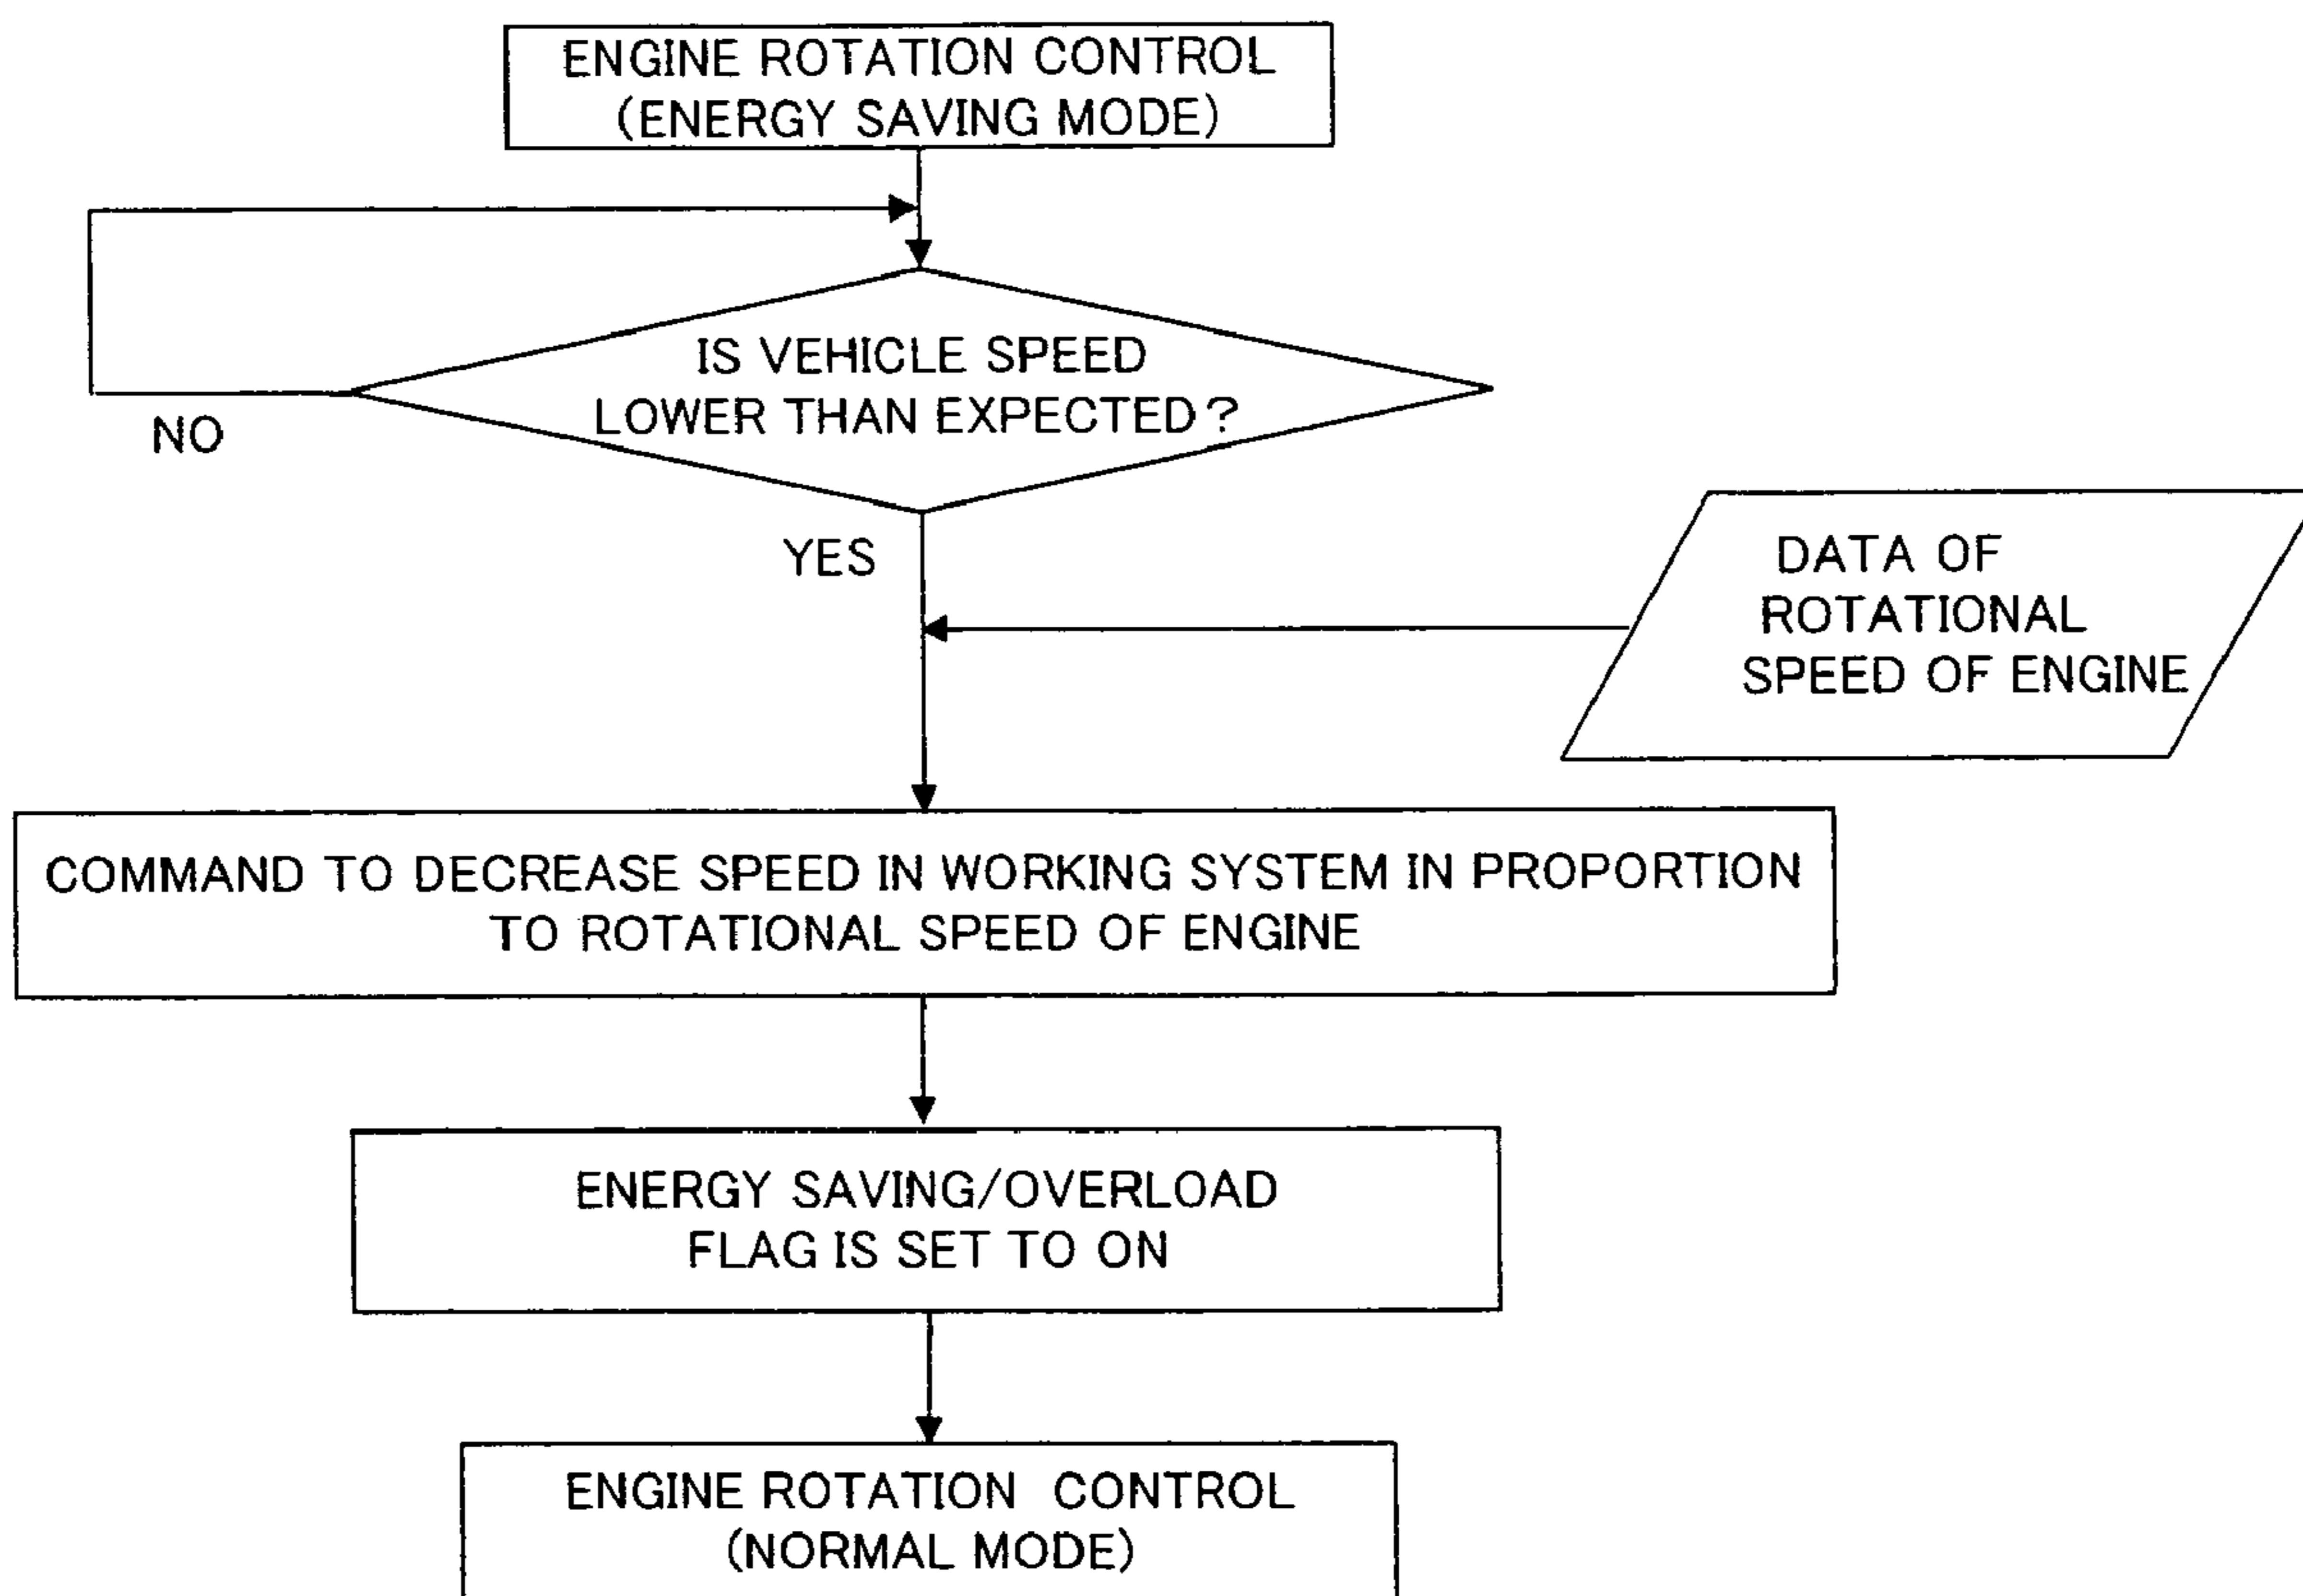 ENGINE ROTATION CONTROL
(ENERGY SAVING MODE)
IS VEHICLE SPEED
LOWER THAN EXPECTED?
NO
YES
DATA OF
ROTATIONAL
SPEED OF ENGINE
COMMAND TO DECREASE SPEED IN WORKING SYSTEM IN PROPORTION
TO ROTATIONAL SPEED OF ENGINE
ENERGY SAVING/OVERLOAD
FLAG IS SET TO ON
ENGINE ROTATION CONTROL
(NORMAL MODE)